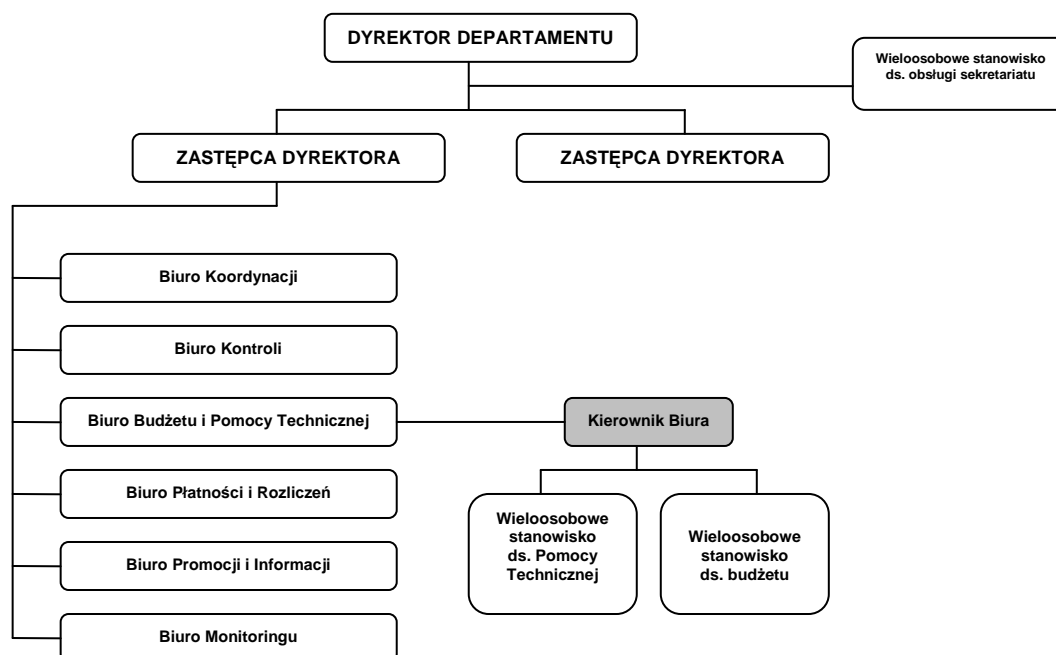 DYREKTOR DEPARTAMENTU
Wieloosobowe stanowisko
ds. obsługi sekretariatu
ZASTĘPCA DYREKTORA
ZASTĘPCA DYREKTORA
Biuro Koordynacji
Biuro Kontroli
Biuro Budżetu i Pomocy Technicznej
Kierownik Biura
Biuro Płatności i Rozliczeń
Wieloosobowe
stanowisko
ds. Pomocy
Technicznej
Wieloosobowe
stanowisko
ds. budżetu
Biuro Promocji i Informacji
Biuro Monitoringu